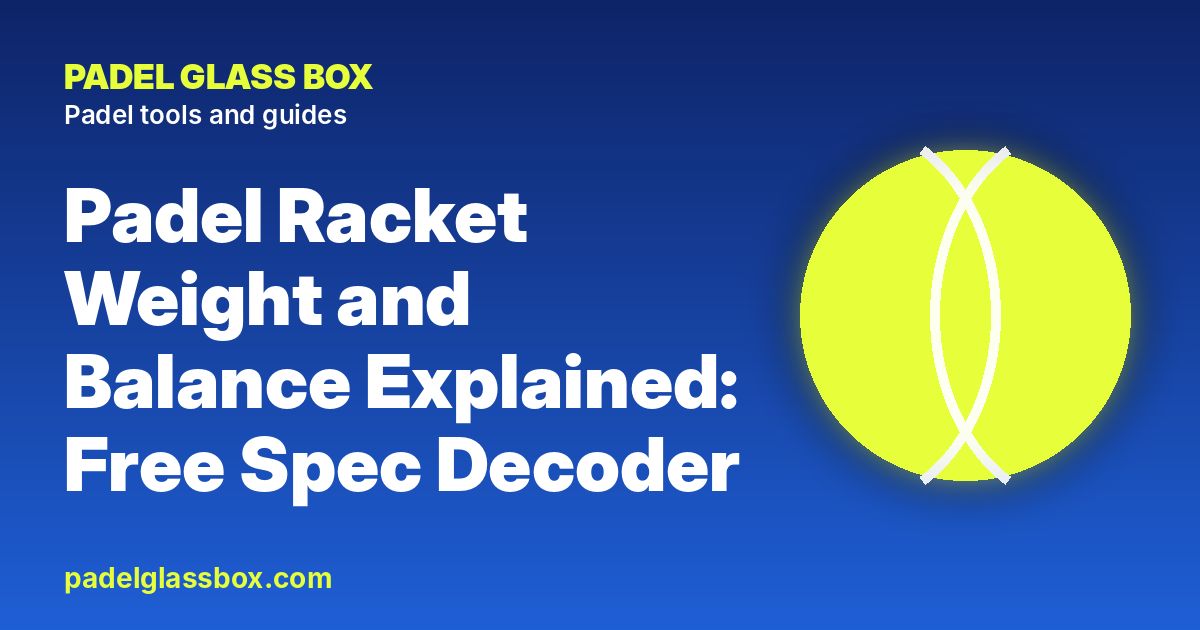 PADEL GLASS BOX
Padel tools and guides
Padel Racket
Weight and
Balance Explained:
Free Spec Decoder
padelglassbox.com